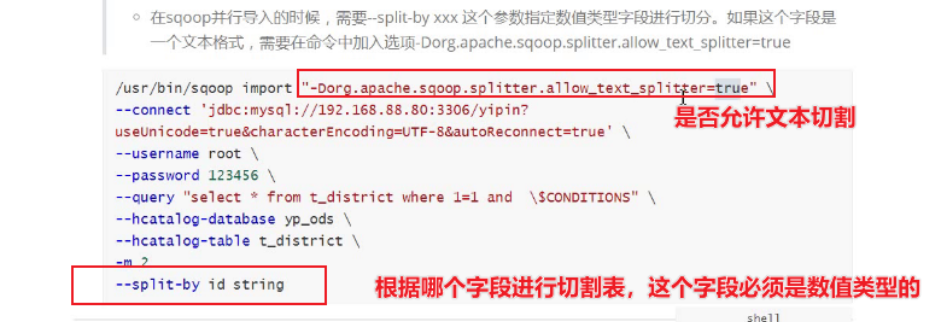 在sqoop并行导入的时候，需要--split-by xxx 这个参数指定数值类型字段进行切分。如果这个字段是
一个文本格式，需要在命令中加入选项-Dorg.apache.sqoop.splitter.allow_text_splitter=true
/usr/bin/sqoop import "-Dorg.apache.sqoop.splitter.allow_text_splitter=true" \
--connect 'jdbc:mysql://192.168.88.80:3306/yipin?
是否允许文本切割
useUnicode=true&characterEncoding=UTF-8&autoReconnect=true' \
--username root \
--password 123456 \
--query "select * from t_district where 1=1 and  \$CONDITIONS" \
--hcatalog-database yp_ods \
--hcatalog-table t_district \
-m 2
--split-by id string
根据哪个字段进行切割表，这个字段必须是数值类型的
shell